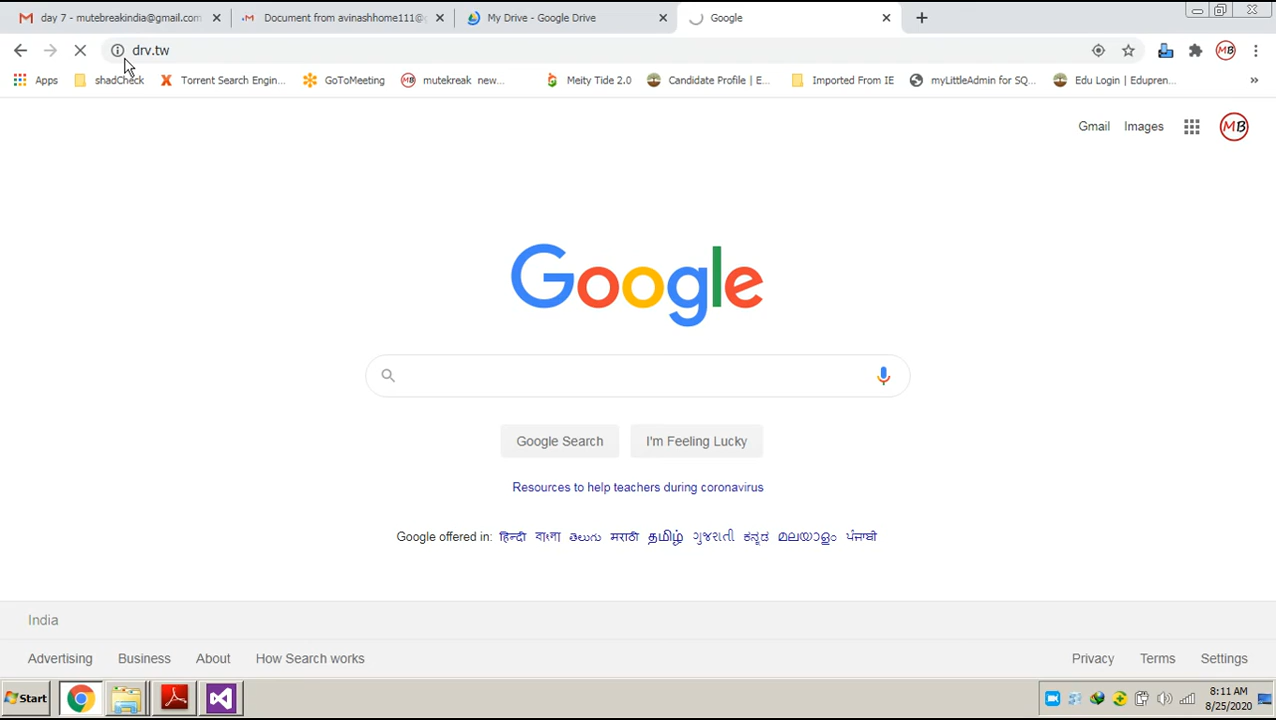 day 7 - mutebreakindia@gmail.com
Document from avinashhome111@g
My Drive - Google Drive
Google
drv.tw
MB
Apps
shadCheck
Torrent Search Engin...
GoToMeeting
MB mutekreak new...
Meity Tide 2.0
Candidate Profile | E...
Imported From IE
myLittleAdmin for SQ...
Edu Login | Edupren...
»
Gmail
Images
MB
Google
Google Search
I'm Feeling Lucky
Resources to help teachers during coronavirus
Google offered in: हिन्दी বাংলা తెలుగు मराठी தமிழ் ગુજરાતી ಕನ್ನಡ മലയാളം ਪੰਜਾਬੀ
India
Advertising
Business
About
How Search works
Privacy
Terms
Settings
Start
8:11 AM
8/25/2020